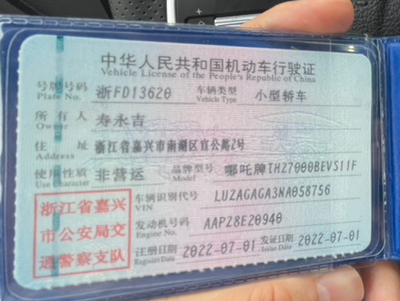 中华人民共和国机动车行驶证
Vehicle License of the People's Republic of China
号牌号码 浙FD13620 车辆类型 小型轿车
Plate No. Vehicle Type
所有人 寿永吉
Owner
住址 浙江省嘉兴市南湖区宣公路2号
Address
使用性质 非营运 品牌型号 哪吒牌THZ7000BEVS11F
Use Character Model
浙江省嘉兴市公安局交通警察支队
车辆识别代号 LUZAGAGA3NA058756
VIN
发动机号码 AAPZ8E20940
Engine No.
注册日期 2022-07-01 发证日期 2022-07-01
Register Date Issue Date